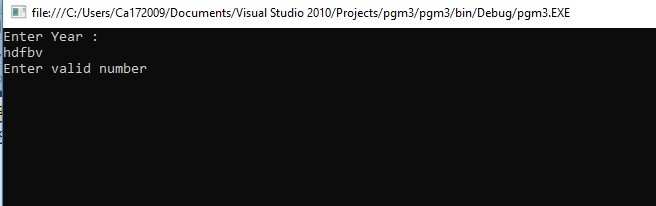 file:///C:/Users/Ca172009/Documents/Visual Studio 2010/Projects/pgm3/pgm3/bin/Debug/pgm3.EXE
Enter Year :
hdfbv
Enter valid number